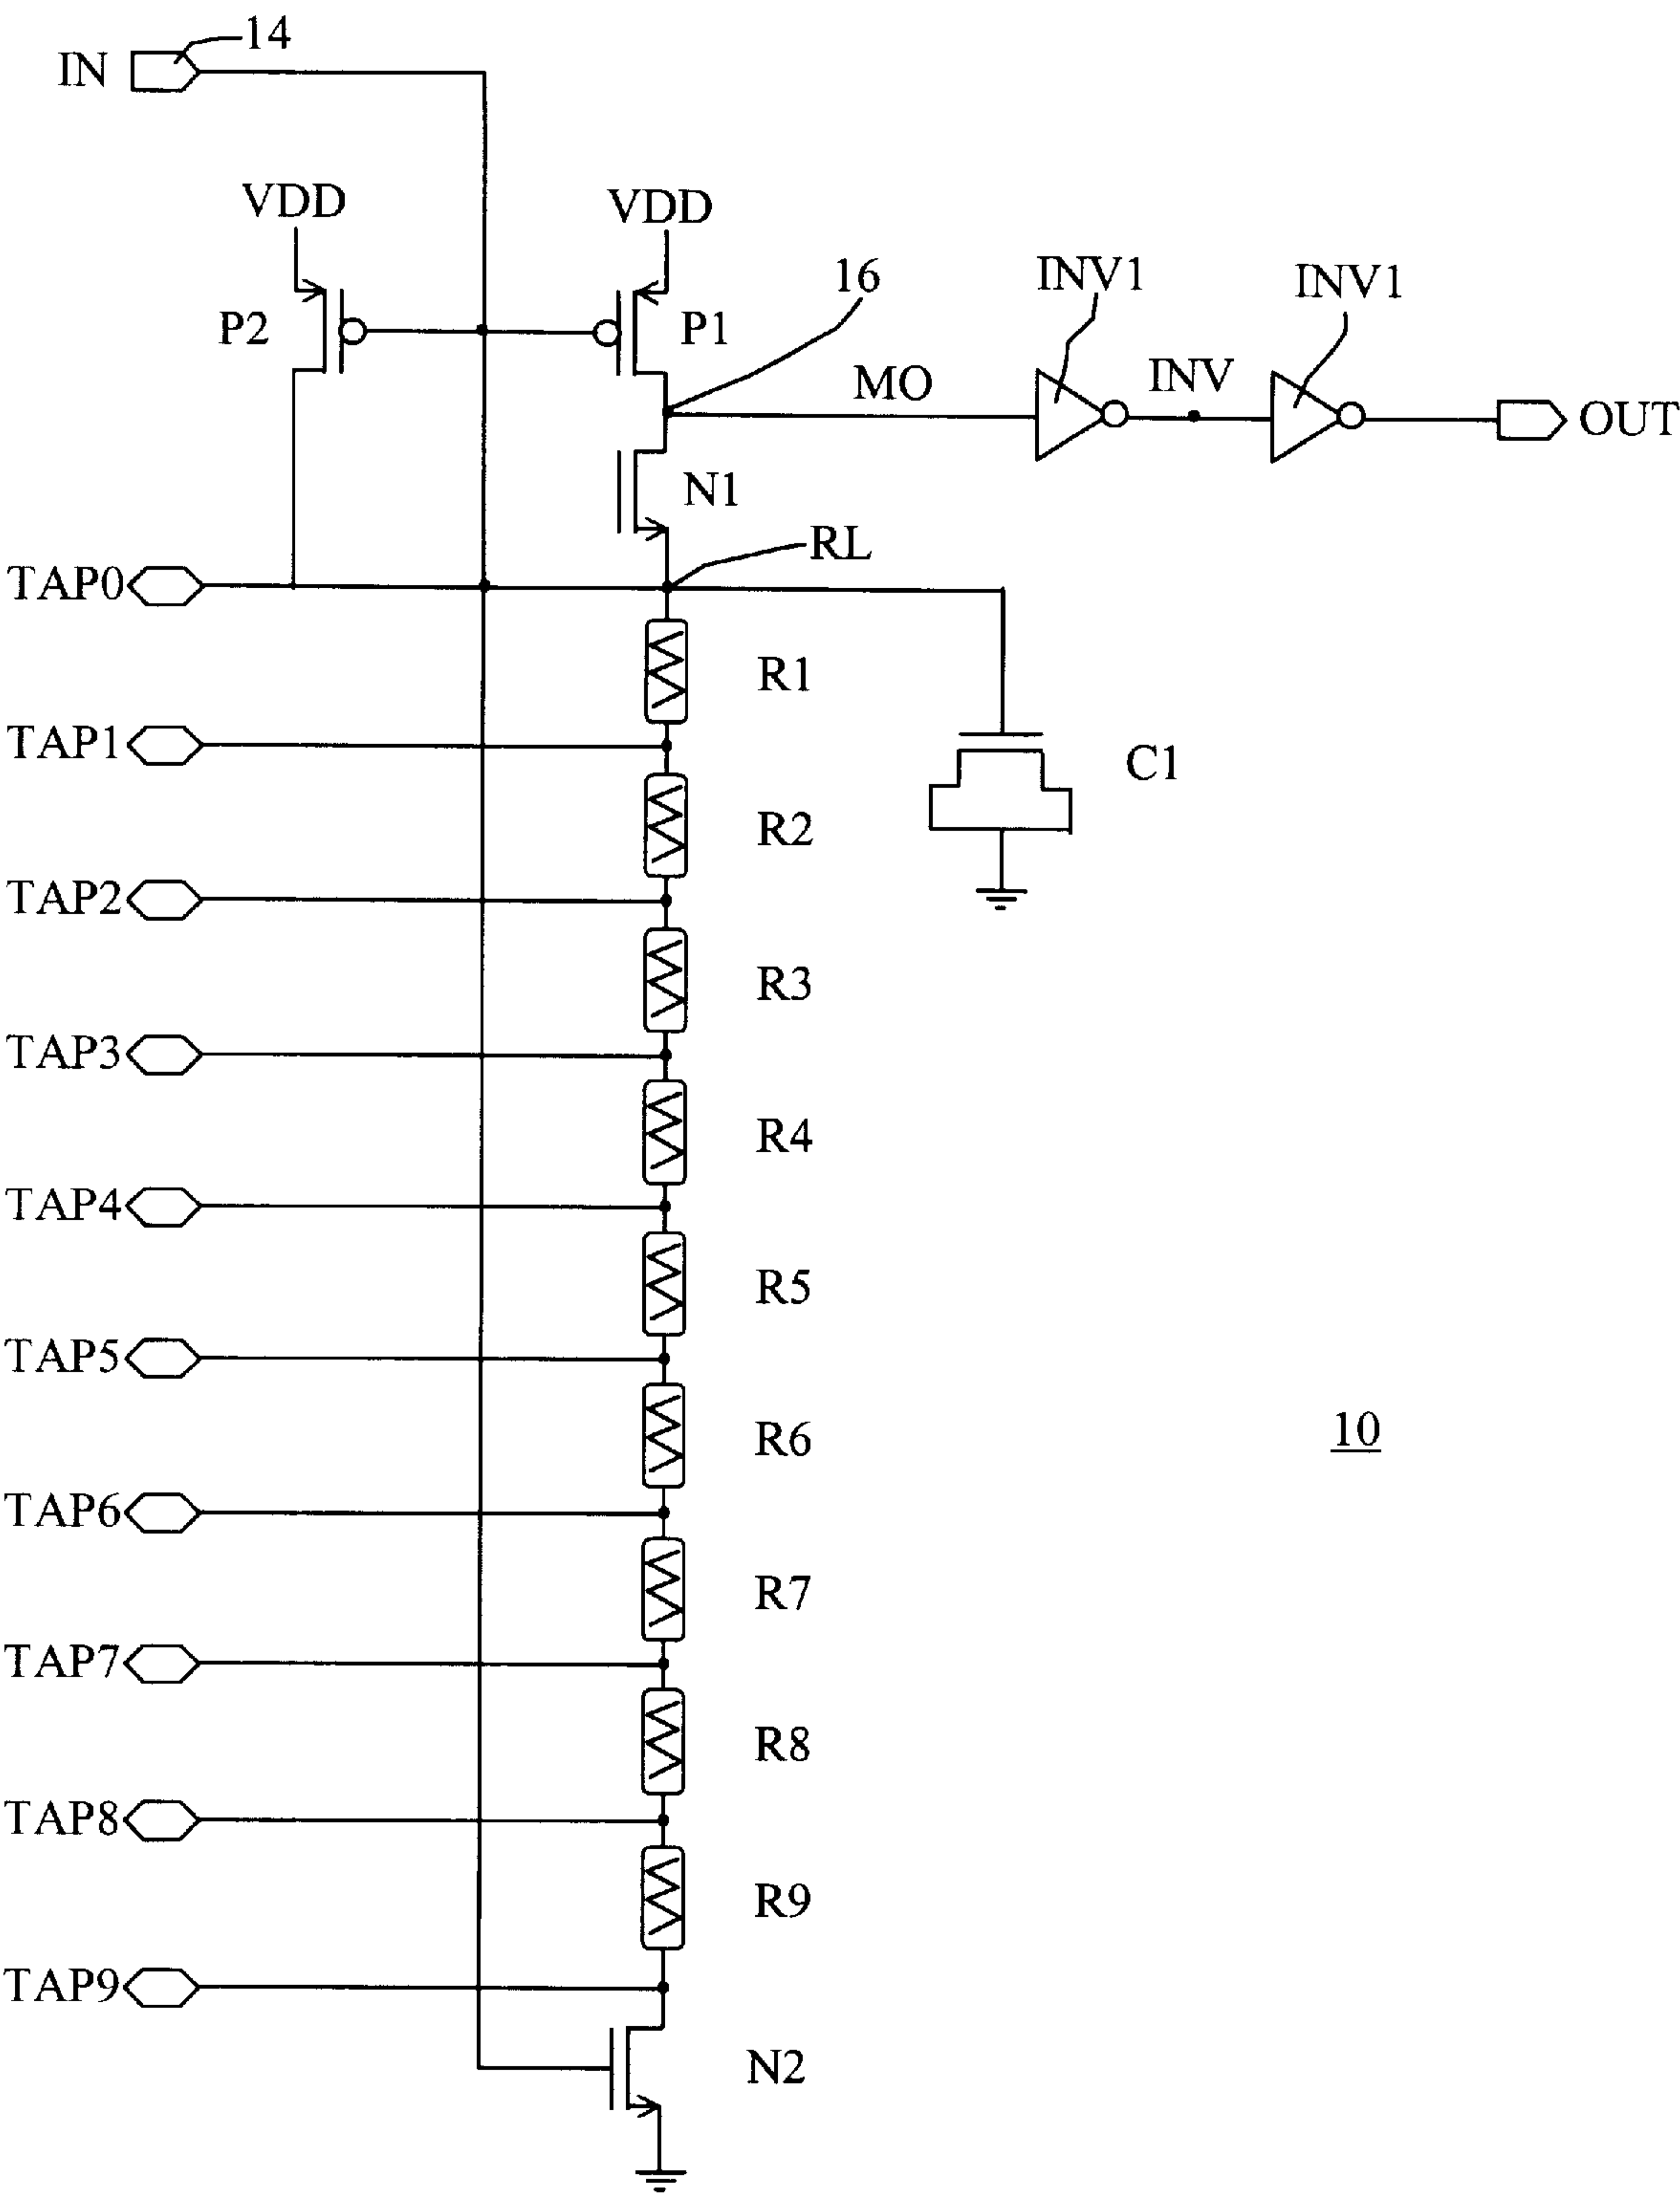 14
IN
VDD
VDD
16
INV1
INV1
P2
P1
MO
INV
OUT
N1
RL
TAP0
R1
TAP1
C1
R2
TAP2
R3
TAP3
R4
TAP4
R5
TAP5
10
R6
TAP6
R7
TAP7
R8
TAP8
R9
TAP9
N2